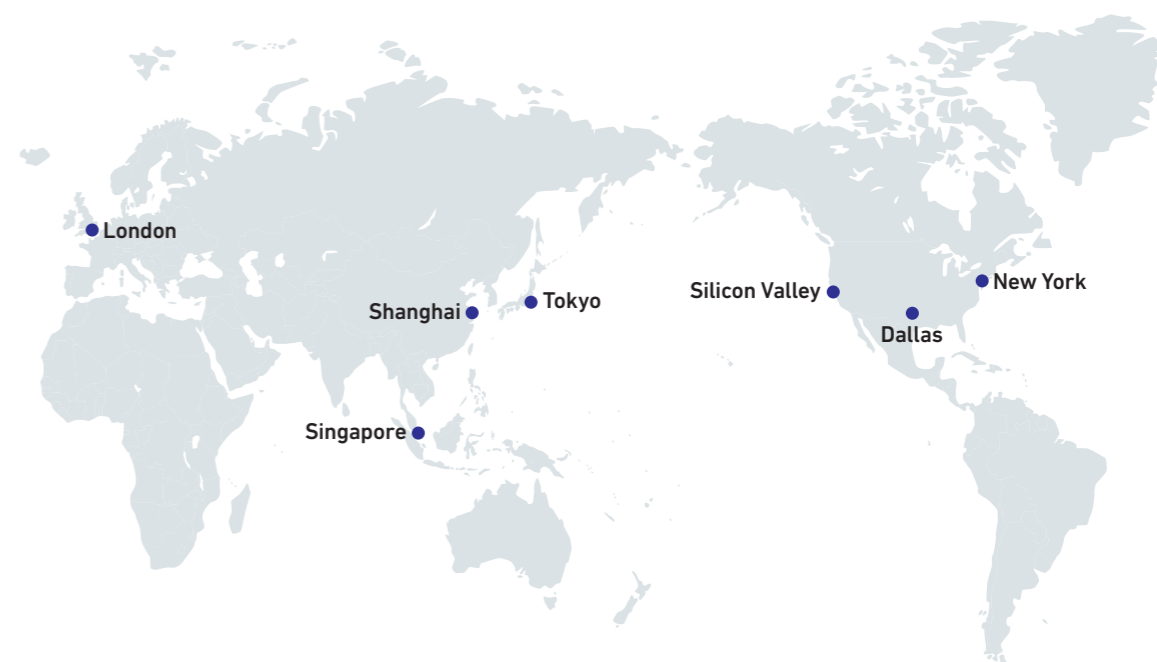 London
Shanghai
Tokyo
Singapore
Silicon Valley
New York
Dallas